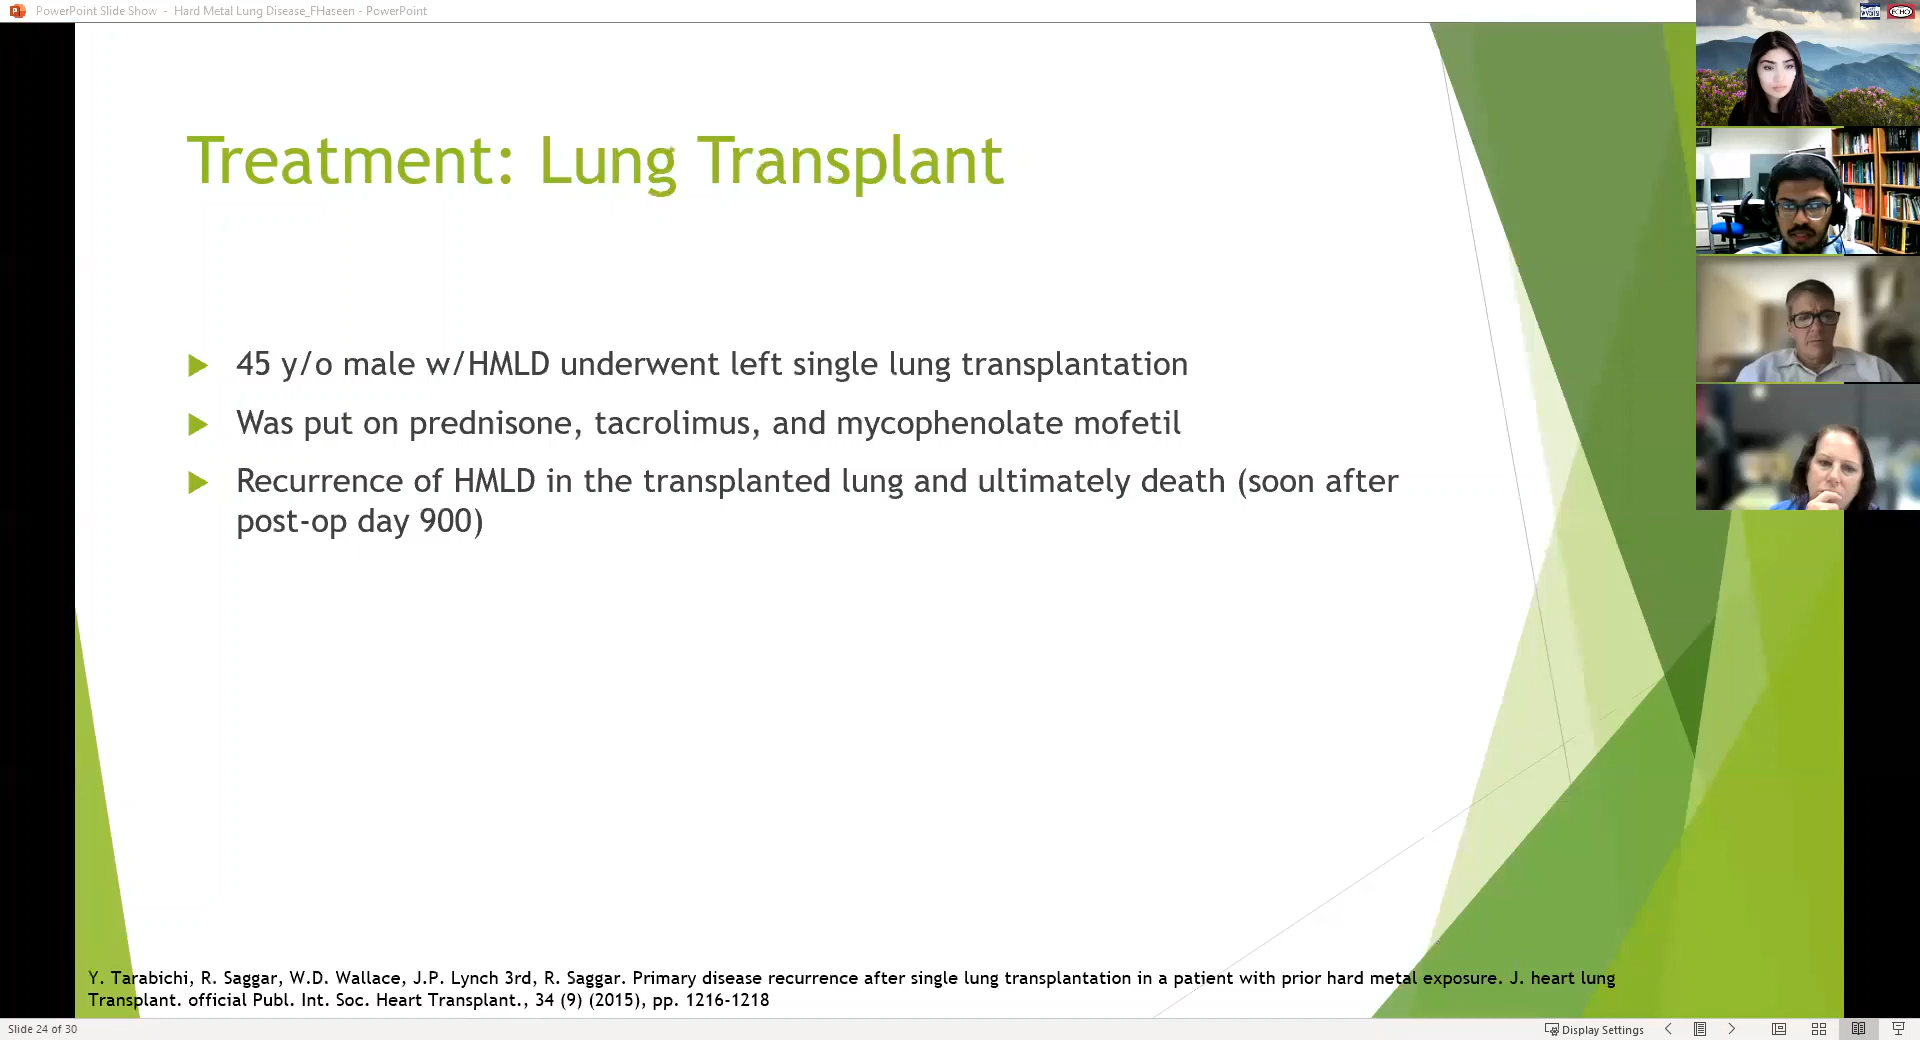 PowerPoint Slide Show - Hard Metal Lung Disease_FHaseen - PowerPoint
ECHO
Treatment: Lung Transplant
45 y/o male w/HMLD underwent left single lung transplantation
Was put on prednisone, tacrolimus, and mycophenolate mofetil
Recurrence of HMLD in the transplanted lung and ultimately death (soon after
post-op day 900)
Y. Tarabichi, R. Saggar, W.D. Wallace, J.P. Lynch 3rd, R. Saggar. Primary disease recurrence after single lung transplantation in a patient with prior hard metal exposure. J. heart lung
Transplant. official Publ. Int. Soc. Heart Transplant., 34 (9) (2015), pp. 1216-1218
Slide 24 of 30
Display Settings